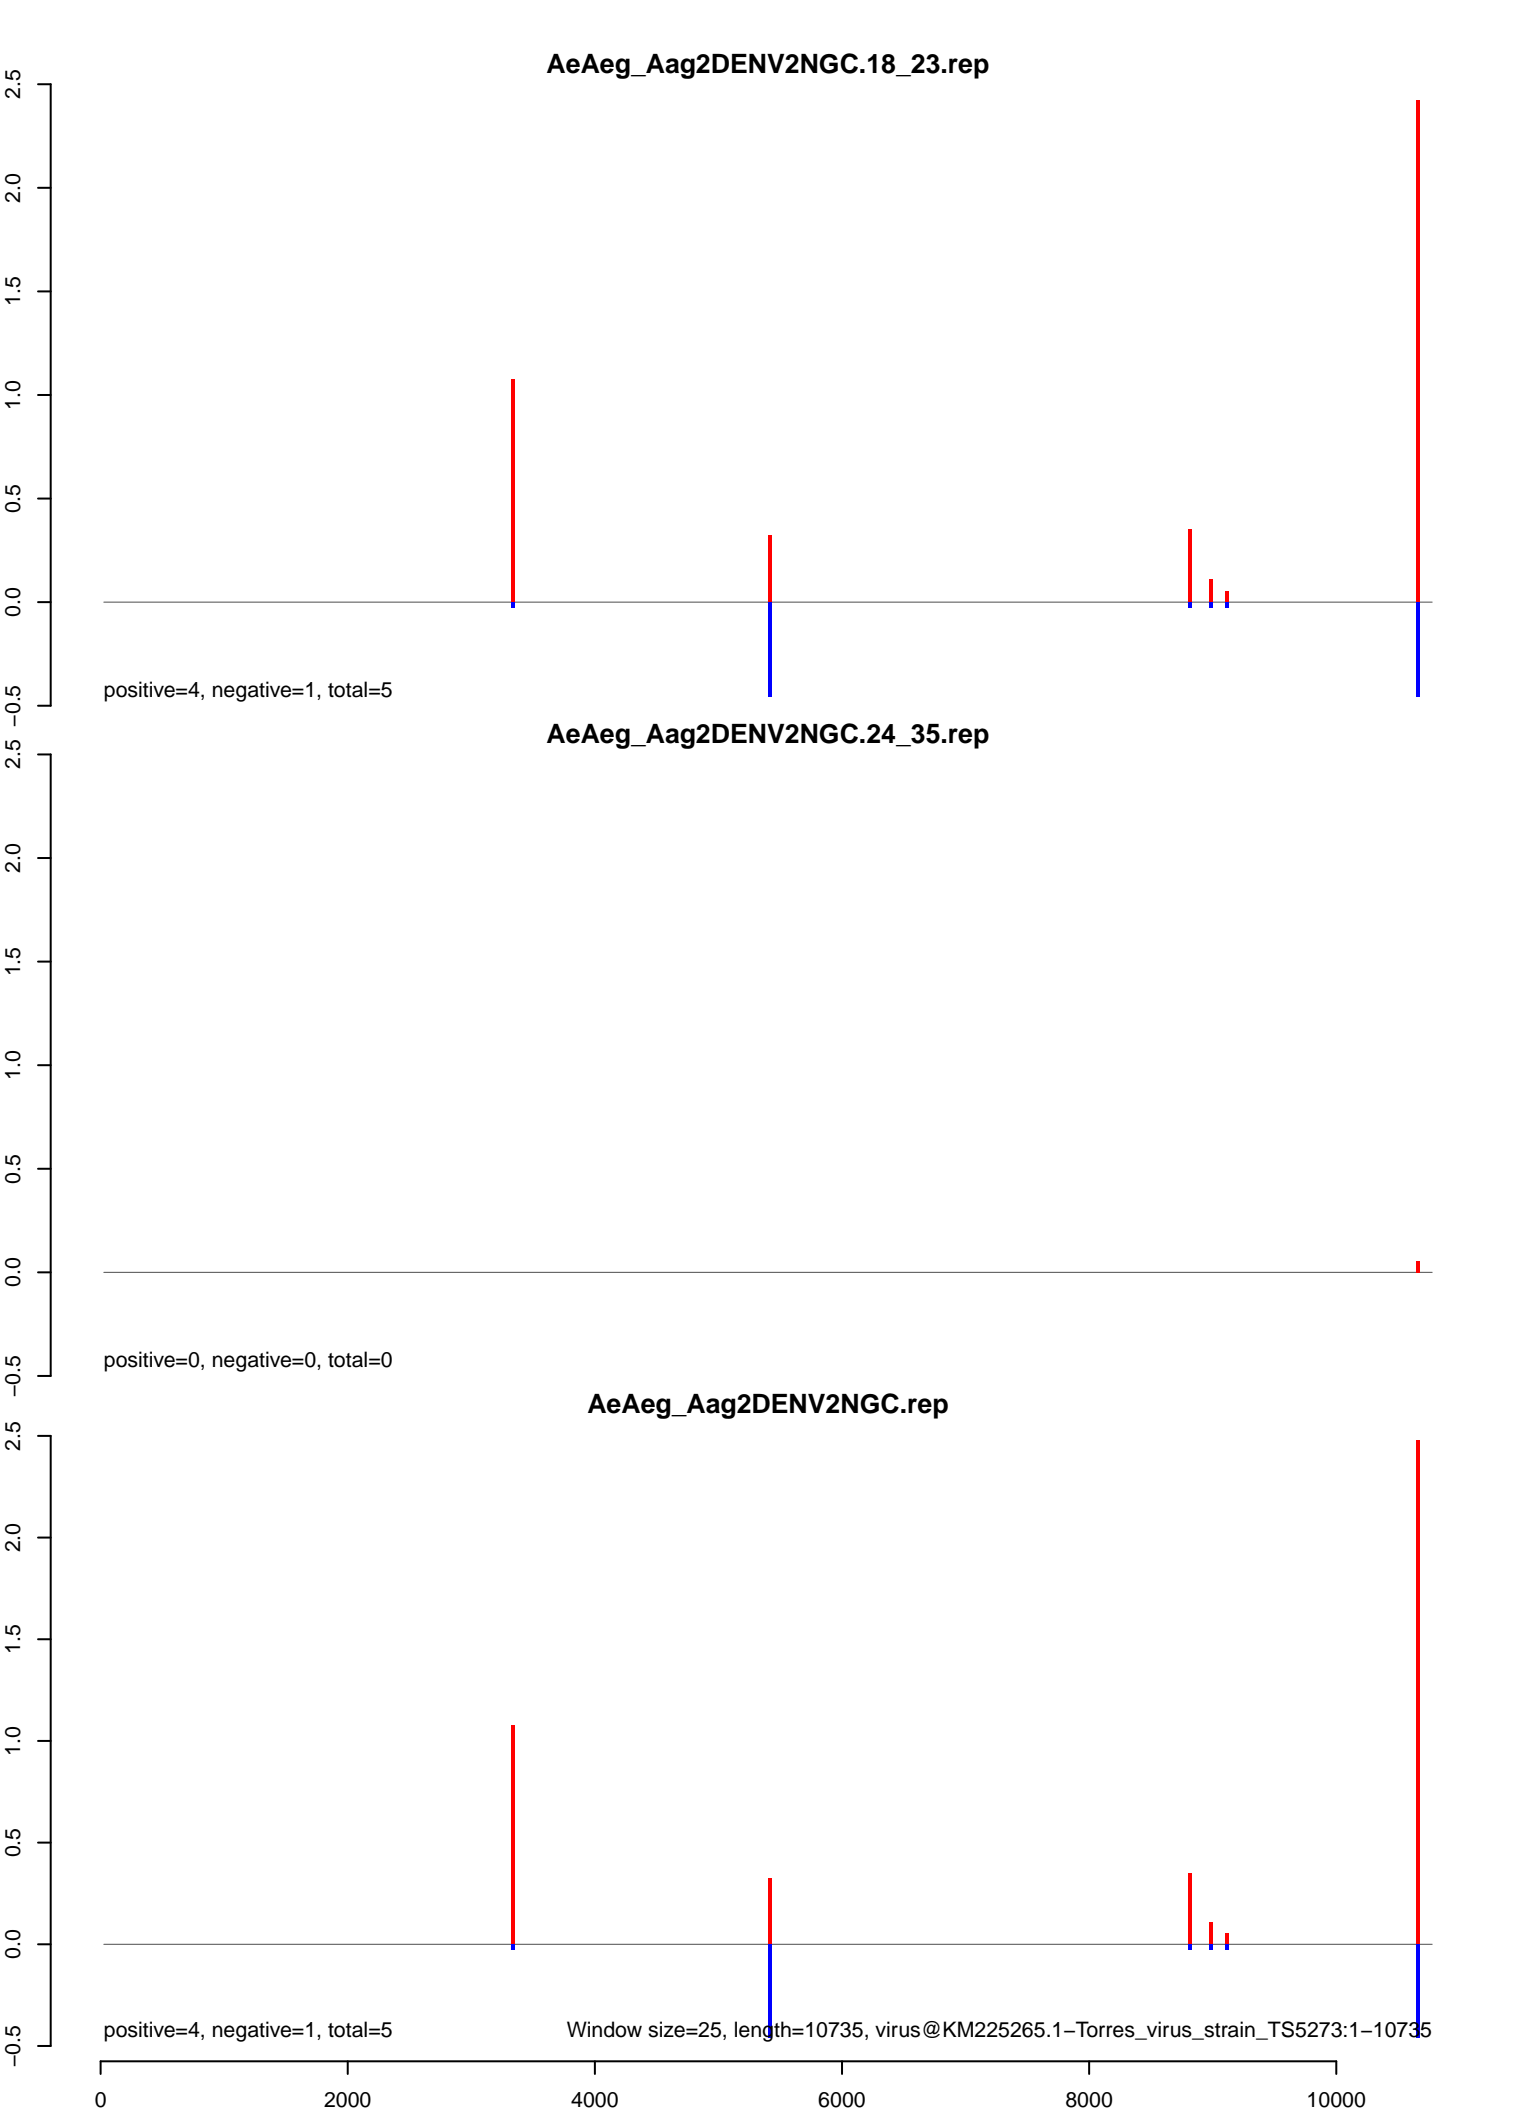 AeAeg_Aag2DENV2NGC.18_23.rep
2.5
2.0
1.5
1.0
0.5
0.0
−0.5
positive=4, negative=1, total=5
AeAeg_Aag2DENV2NGC.24_35.rep
2.5
2.0
1.5
1.0
0.5
0.0
−0.5
positive=0, negative=0, total=0
AeAeg_Aag2DENV2NGC.rep
2.5
2.0
1.5
1.0
0.5
0.0
−0.5
positive=4, negative=1, total=5
Window size=25, length=10735, virus@KM225265.1−Torres_virus_strain_TS5273:1−10735
0 2000 4000 6000 8000 10000